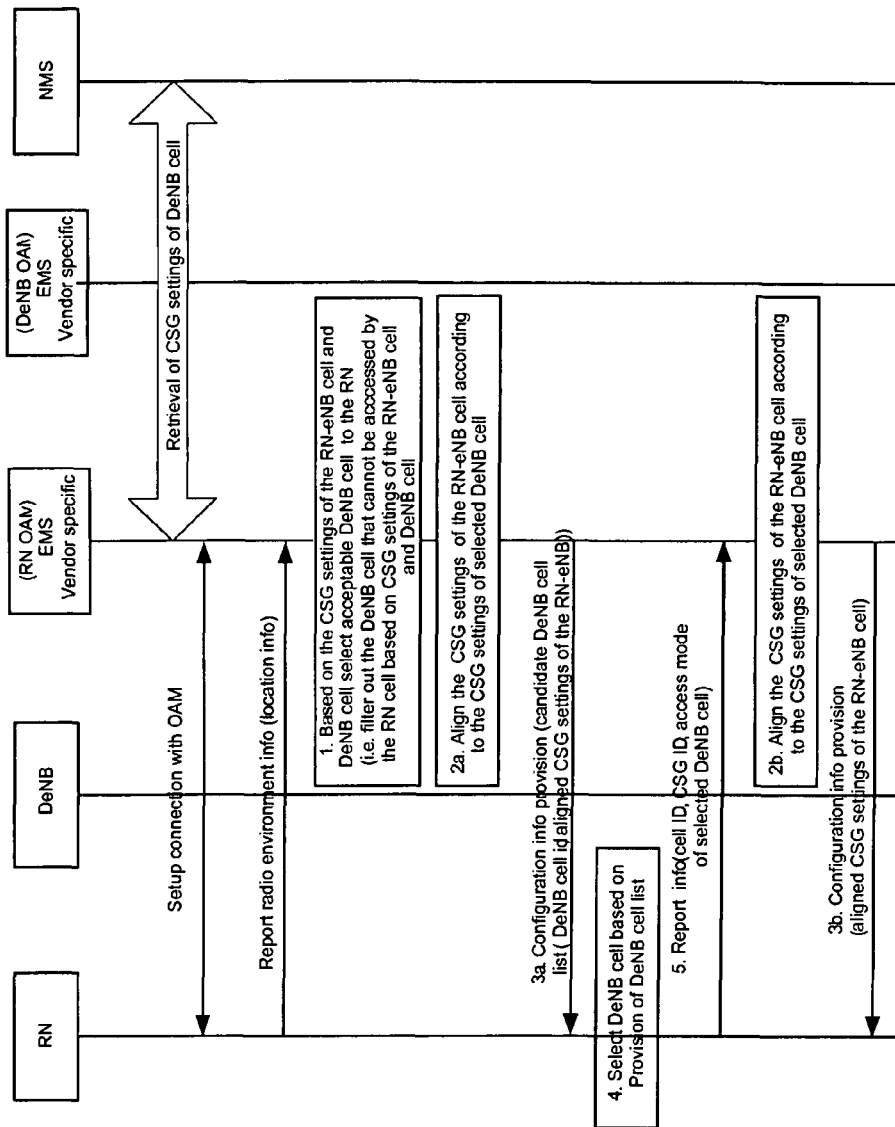 RN
DeNB
(RN OAM)
EMS
Vendor specific
(DeNB OAM)
EMS
Vendor specific
NMS
Retrieval of CSG settings of DeNB cell
Setup connection with OAM
Report radio environment info (location info)
1. Based on the CSG settings of the RN-eNB cell and
DeNB cell, select acceptable DeNB cell to the RN
(i.e. filter out the DeNB cell that cannot be acccessed by
the RN cell based on CSG settings of the RN-eNB cell
and DeNB cell
2a. Align the CSG settings of the RN-eNB cell according
to the CSG settings of selected DeNB cell
3a. Configuration info provision (candidate DeNB cell
list ( DeNB cell id, aligned CSG settings of the RN-eNB))
4. Select DeNB cell based on
Provision of DeNB cell list
5. Report info(cell ID, CSG ID, access mode
of selected DeNB cell)
2b. Align the CSG settings of the RN-eNB cell according
to the CSG settings of selected DeNB cell
3b. Configuration info provision
(aligned CSG settings of the RN-eNB cell)